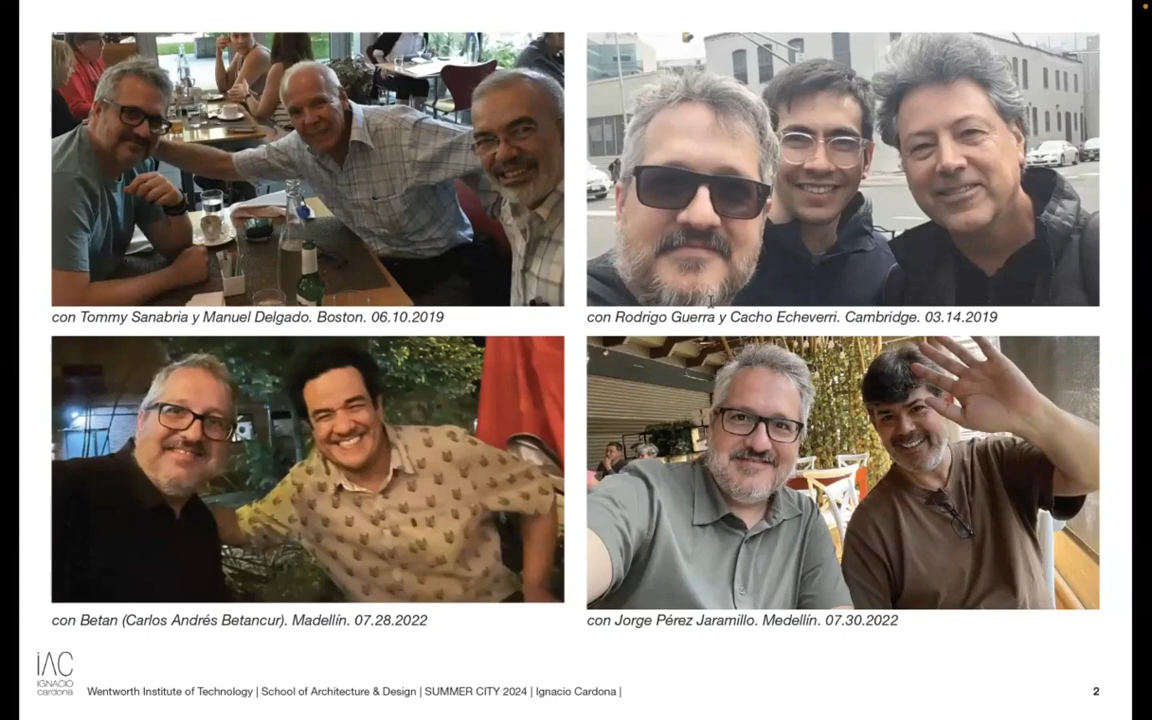 con Tommy Sanabria y Manuel Delgado. Boston. 06.10.2019
con Rodrigo Guerra y Cacho Echeverri. Cambridge. 03.14.2019
con Betan (Carlos Andrés Betancur). Madellín. 07.28.2022
con Jorge Pérez Jaramillo. Medellín. 07.30.2022
iAC
IGNACIO
cardona
Wentworth Institute of Technology | School of Architecture & Design | SUMMER CITY 2024 | Ignacio Cardona |
2